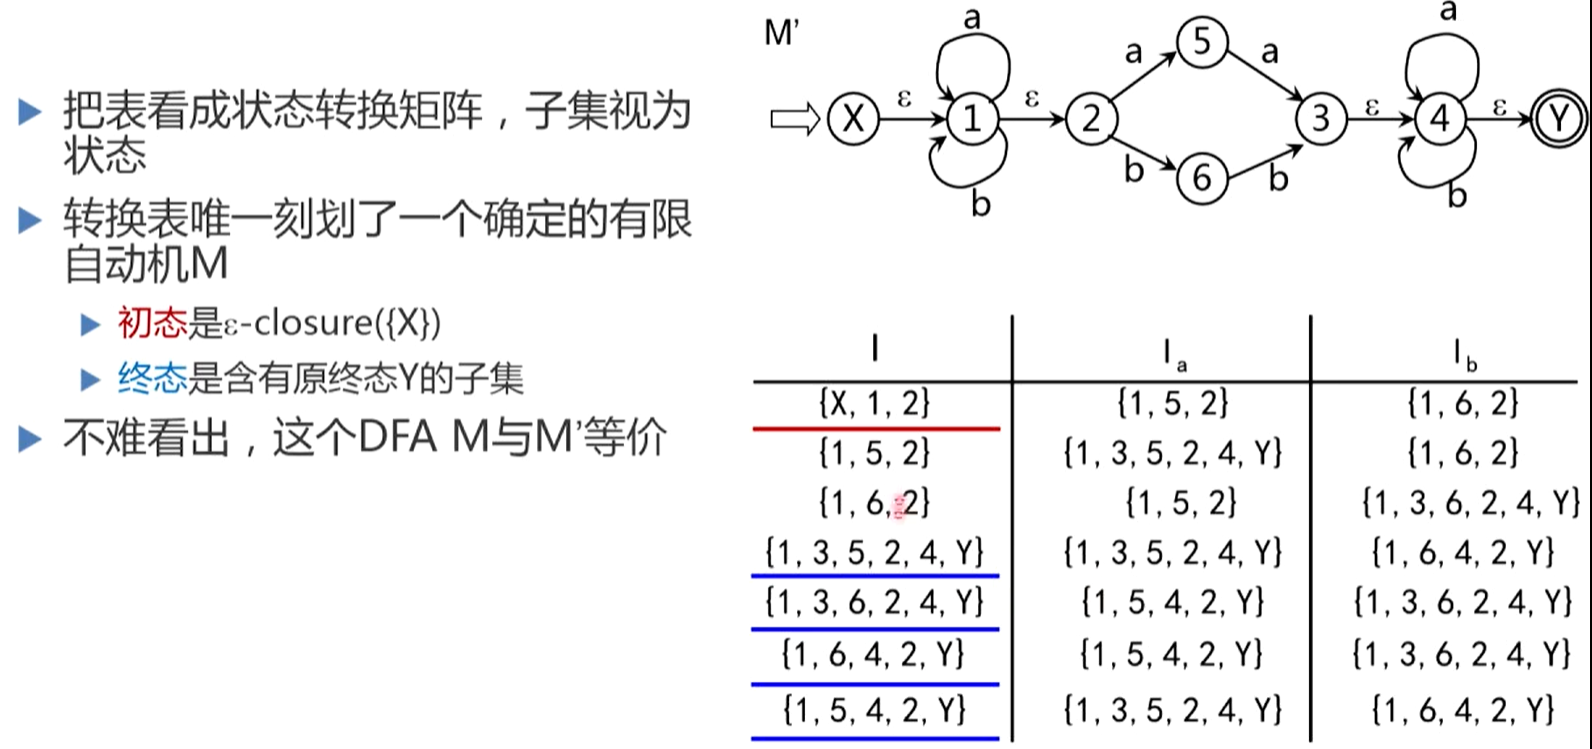 把表看成状态转换矩阵，子集视为
状态
转换表唯一刻划了一个确定的有限
自动机M
初态是ε-closure({X})
终态是含有原终态Y的子集
不难看出，这个DFA M与M’等价
M’
a
a
5
a
a
X
ε
1
ε
2
3
ε
4
ε
Y
b
6
b
b
b
I
I a
I b
{X, 1, 2}
{1, 5, 2}
{1, 6, 2}
{1, 5, 2}
{1, 3, 5, 2, 4, Y}
{1, 6, 2}
{1, 6, 2}
{1, 5, 2}
{1, 3, 6, 2, 4, Y}
{1, 3, 5, 2, 4, Y}
{1, 3, 5, 2, 4, Y}
{1, 6, 4, 2, Y}
{1, 3, 6, 2, 4, Y}
{1, 5, 4, 2, Y}
{1, 3, 6, 2, 4, Y}
{1, 6, 4, 2, Y}
{1, 5, 4, 2, Y}
{1, 3, 6, 2, 4, Y}
{1, 5, 4, 2, Y}
{1, 3, 5, 2, 4, Y}
{1, 6, 4, 2, Y}